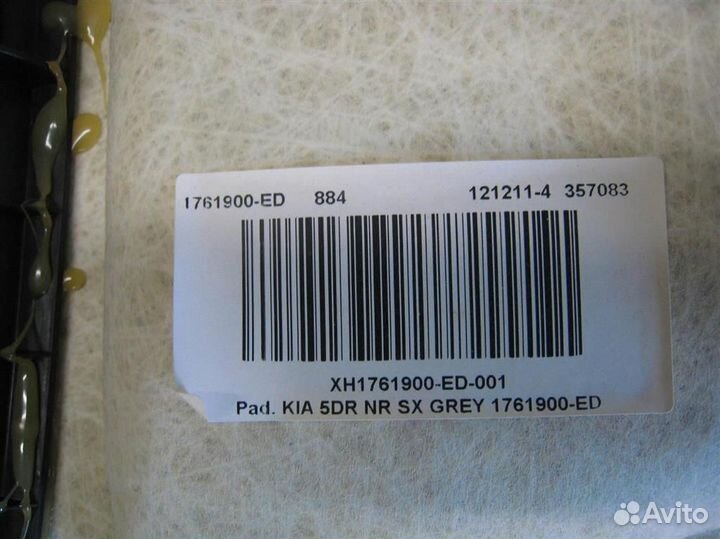 1761900-ED 884 121211-4 357083
XH1761900-ED-001
Pad. KIA 5DR NR SX GREY 1761900-ED
Avito